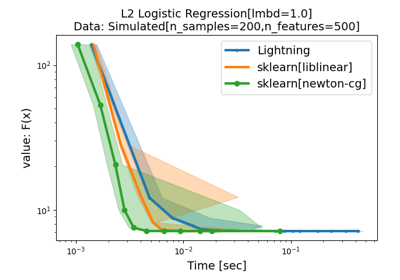 L2 Logistic Regression[lmbd=1.0]
Data: Simulated[n_samples=200,n_features=500]
Lightning
sklearn[liblinear]
sklearn[newton-cg]
value: F(x)
10²
10¹
10⁻³
10⁻²
10⁻¹
Time [sec]